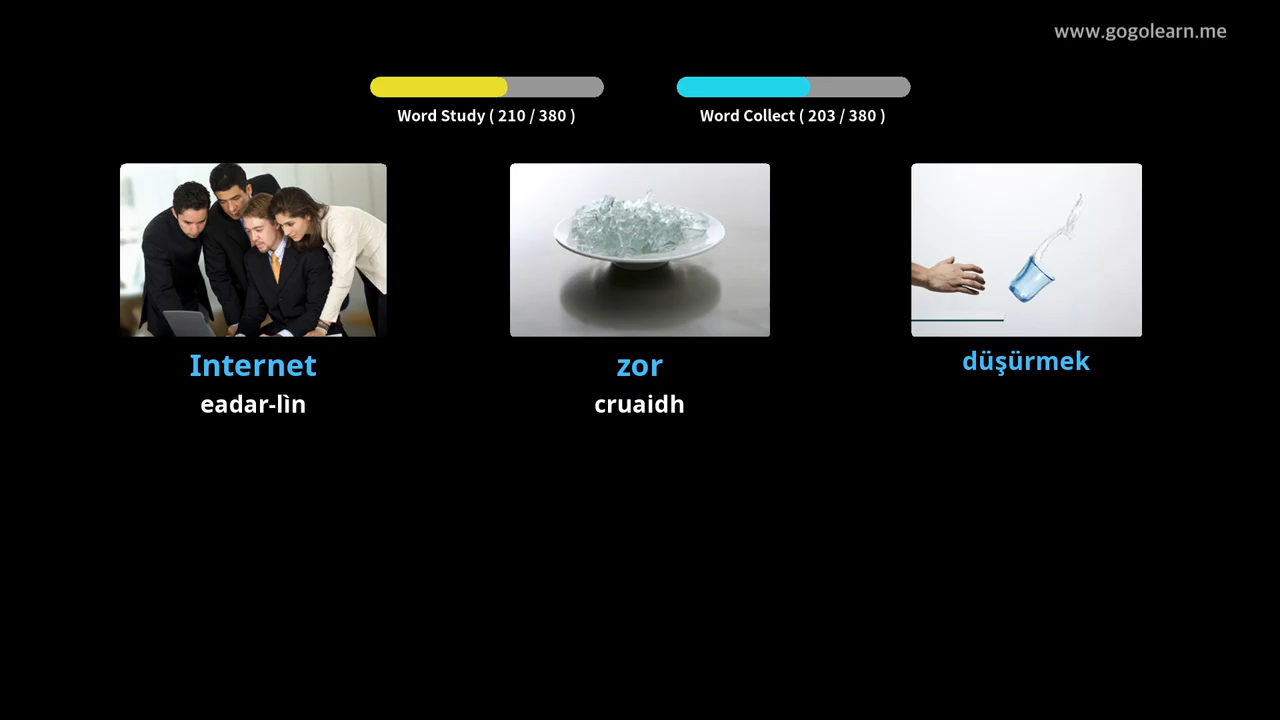 www.gogolearn.me
Word Study ( 210 / 380 )
Word Collect ( 203 / 380 )
Internet
eadar-lìn
zor
cruaidh
düşürmek